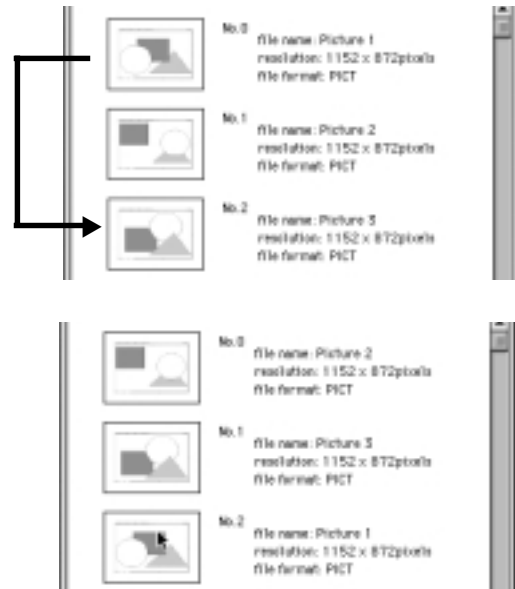 No.0
file name: Picture 1
resolution: 1152 x 872pixels
file format: PICT
No.1
file name: Picture 2
resolution: 1152 x 872pixels
file format: PICT
No.2
file name: Picture 3
resolution: 1152 x 872pixels
file format: PICT
No.0
file name: Picture 2
resolution: 1152 x 872pixels
file format: PICT
No.1
file name: Picture 3
resolution: 1152 x 872pixels
file format: PICT
No.2
file name: Picture 1
resolution: 1152 x 872pixels
file format: PICT